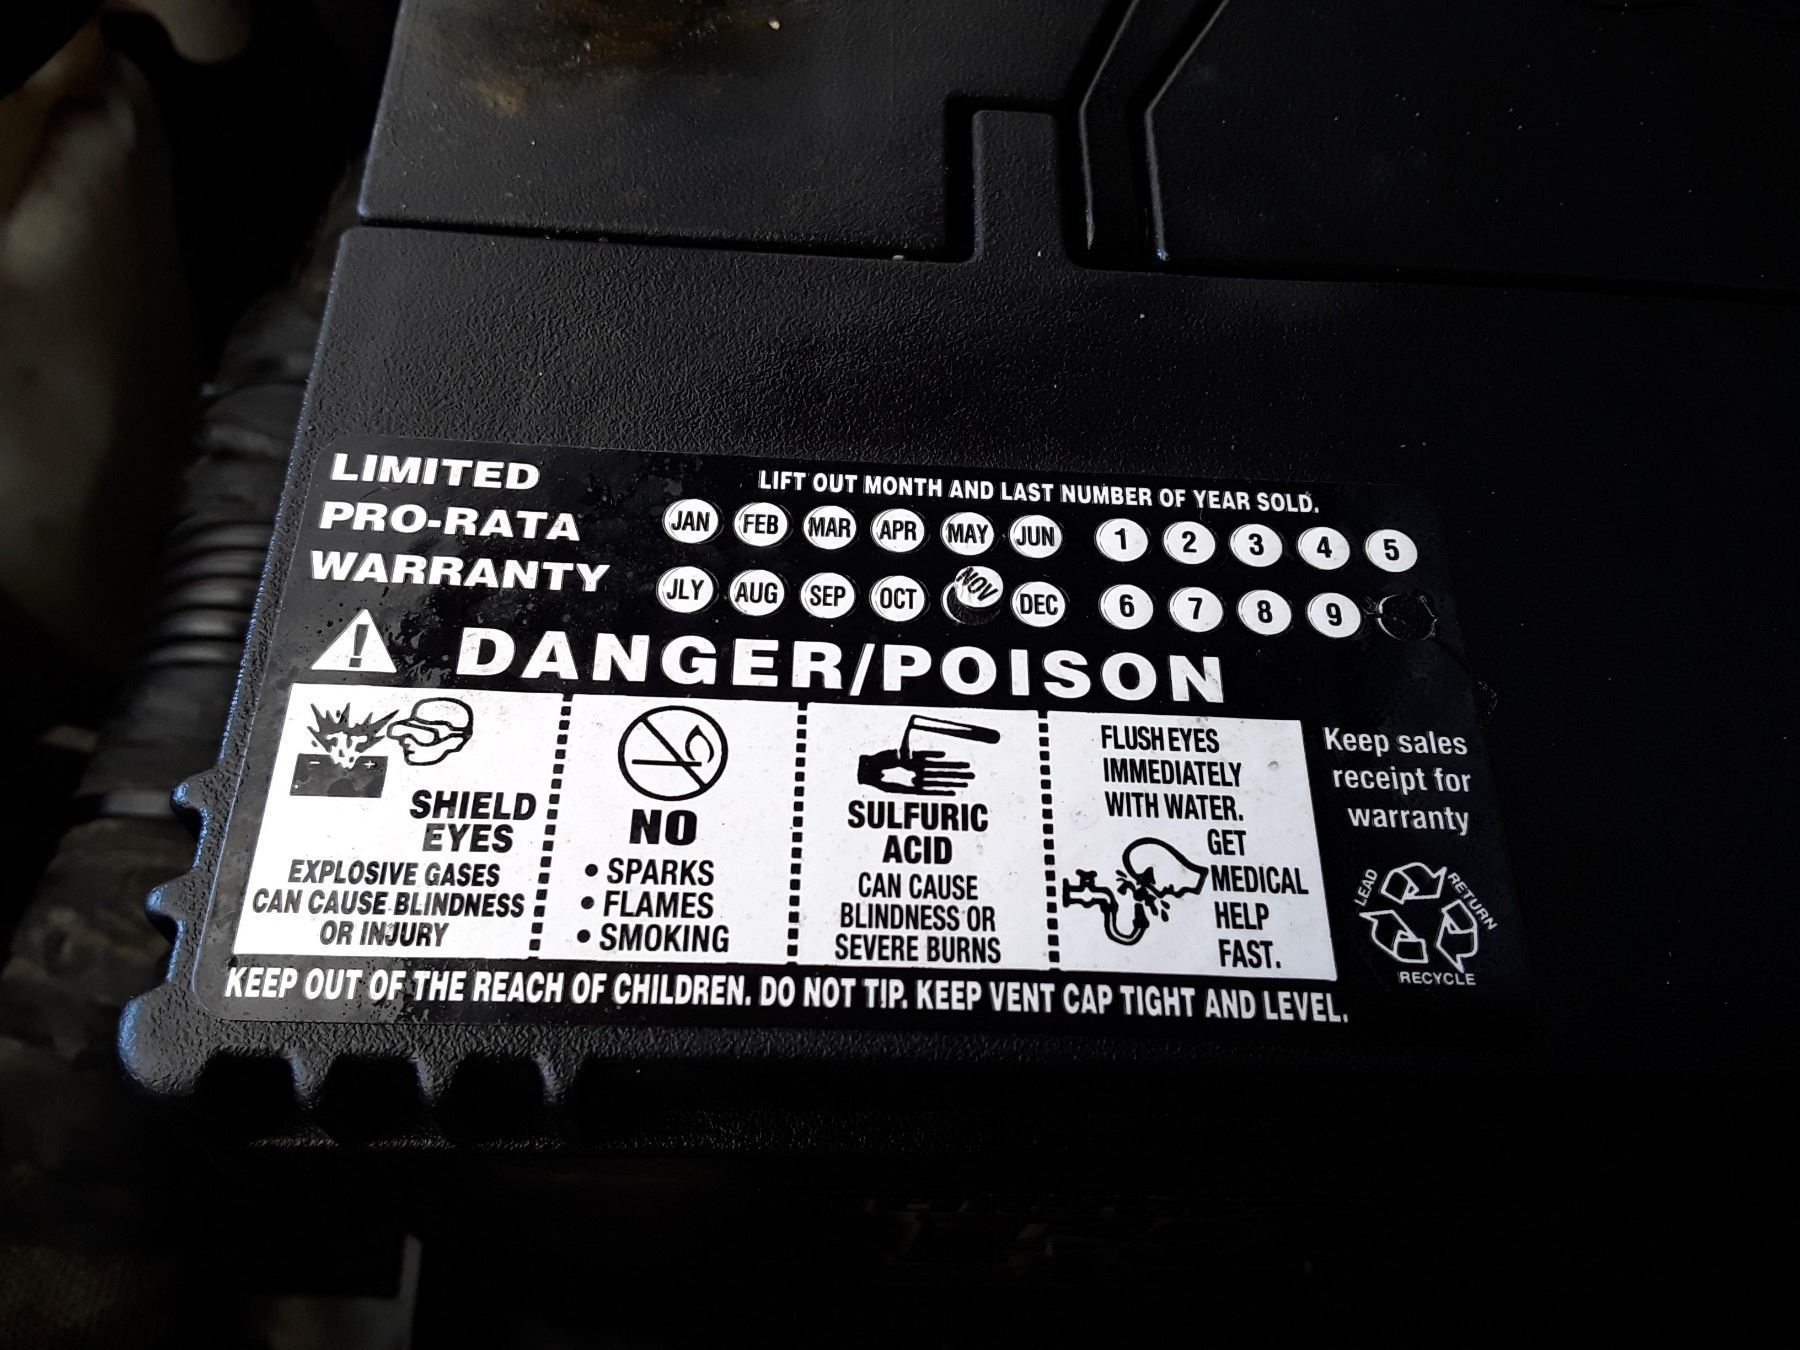 LIMITED
PRO-RATA
WARRANTY
LIFT OUT MONTH AND LAST NUMBER OF YEAR SOLD.
JAN FEB MAR APR MAY JUN 1 2 3 4 5
JLY AUG SEP OCT NOV DEC 6 7 8 9
! DANGER/POISON
- +
SHIELD
EYES
EXPLOSIVE GASES
CAN CAUSE BLINDNESS
OR INJURY
NO
• SPARKS
• FLAMES
• SMOKING
SULFURIC
ACID
CAN CAUSE
BLINDNESS OR
SEVERE BURNS
FLUSH EYES
IMMEDIATELY
WITH WATER.
GET
MEDICAL
HELP
FAST.
Keep sales
receipt for
warranty
LEAD
RETURN
RECYCLE
KEEP OUT OF THE REACH OF CHILDREN. DO NOT TIP. KEEP VENT CAP TIGHT AND LEVEL.